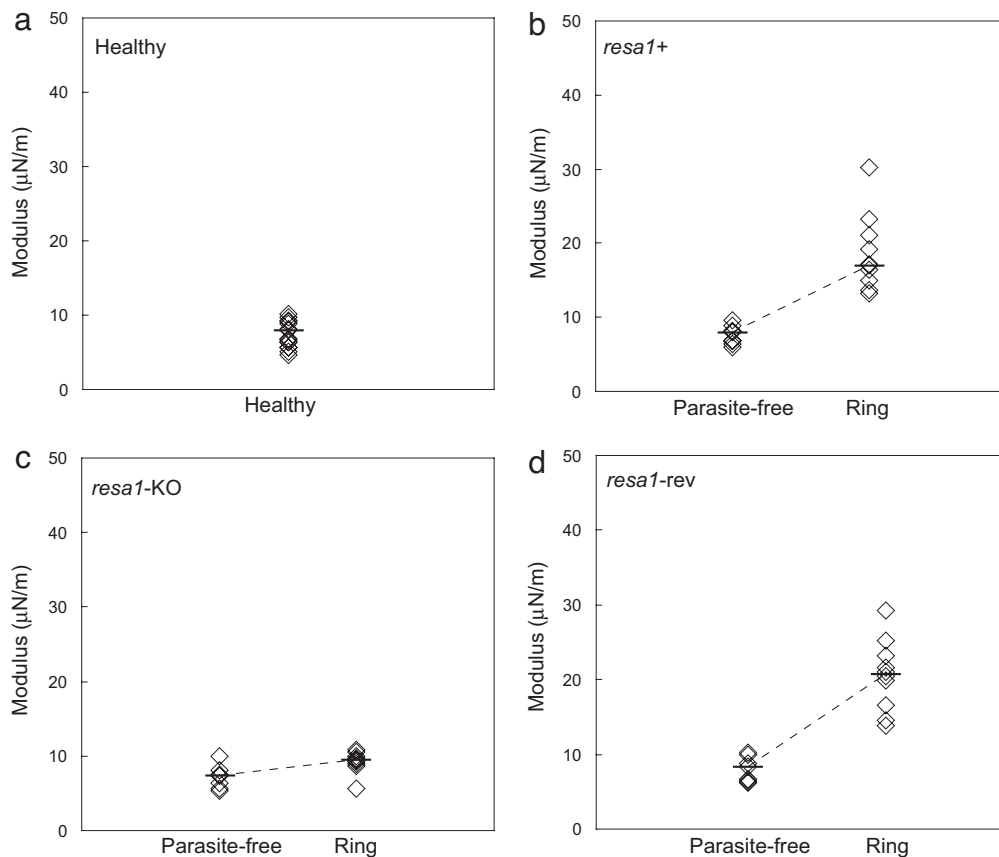 a
Healthy
50
40
30
20
10
0
Modulus (µN/m)
Healthy
b
resa1+
50
40
30
20
10
0
Modulus (µN/m)
Parasite-free Ring
c
resa1-KO
50
40
30
20
10
0
Modulus (µN/m)
Parasite-free Ring
d
resa1-rev
50
40
30
20
10
0
Modulus (µN/m)
Parasite-free Ring